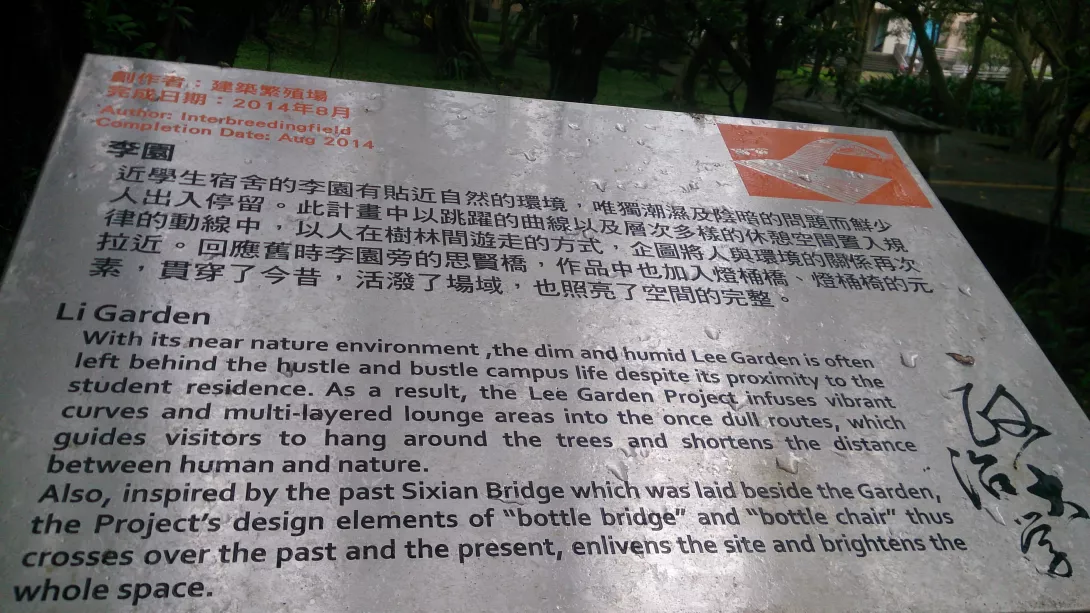 創作者：建築繁殖場
完成日期：2014年8月
Author: Interbreedingfield
Completion Date: Aug 2014
李園
近學生宿舍的李園有貼近自然的環境，唯獨潮濕及陰暗的問題而鮮少
人出入停留。此計畫中以跳躍的曲線以及層次多樣的休憩空間置入規
律的動線中，以人在樹林間遊走的方式，企圖將人與環境的關係再次
拉近。回應舊時李園旁的思賢橋，作品中也加入燈桶橋、燈桶椅的元
素，貫穿了今昔，活潑了場域，也照亮了空間的完整。
Li Garden
With its near nature environment ,the dim and humid Lee Garden is often
left behind the hustle and bustle campus life despite its proximity to the
student residence. As a result, the Lee Garden Project infuses vibrant
curves and multi-layered lounge areas into the once dull routes, which
guides visitors to hang around the trees and shortens the distance
between human and nature.
Also, inspired by the past Sixian Bridge which was laid beside the Garden,
the Project's design elements of “bottle bridge” and “bottle chair” thus
crosses over the past and the present, enlivens the site and brightens the
whole space.